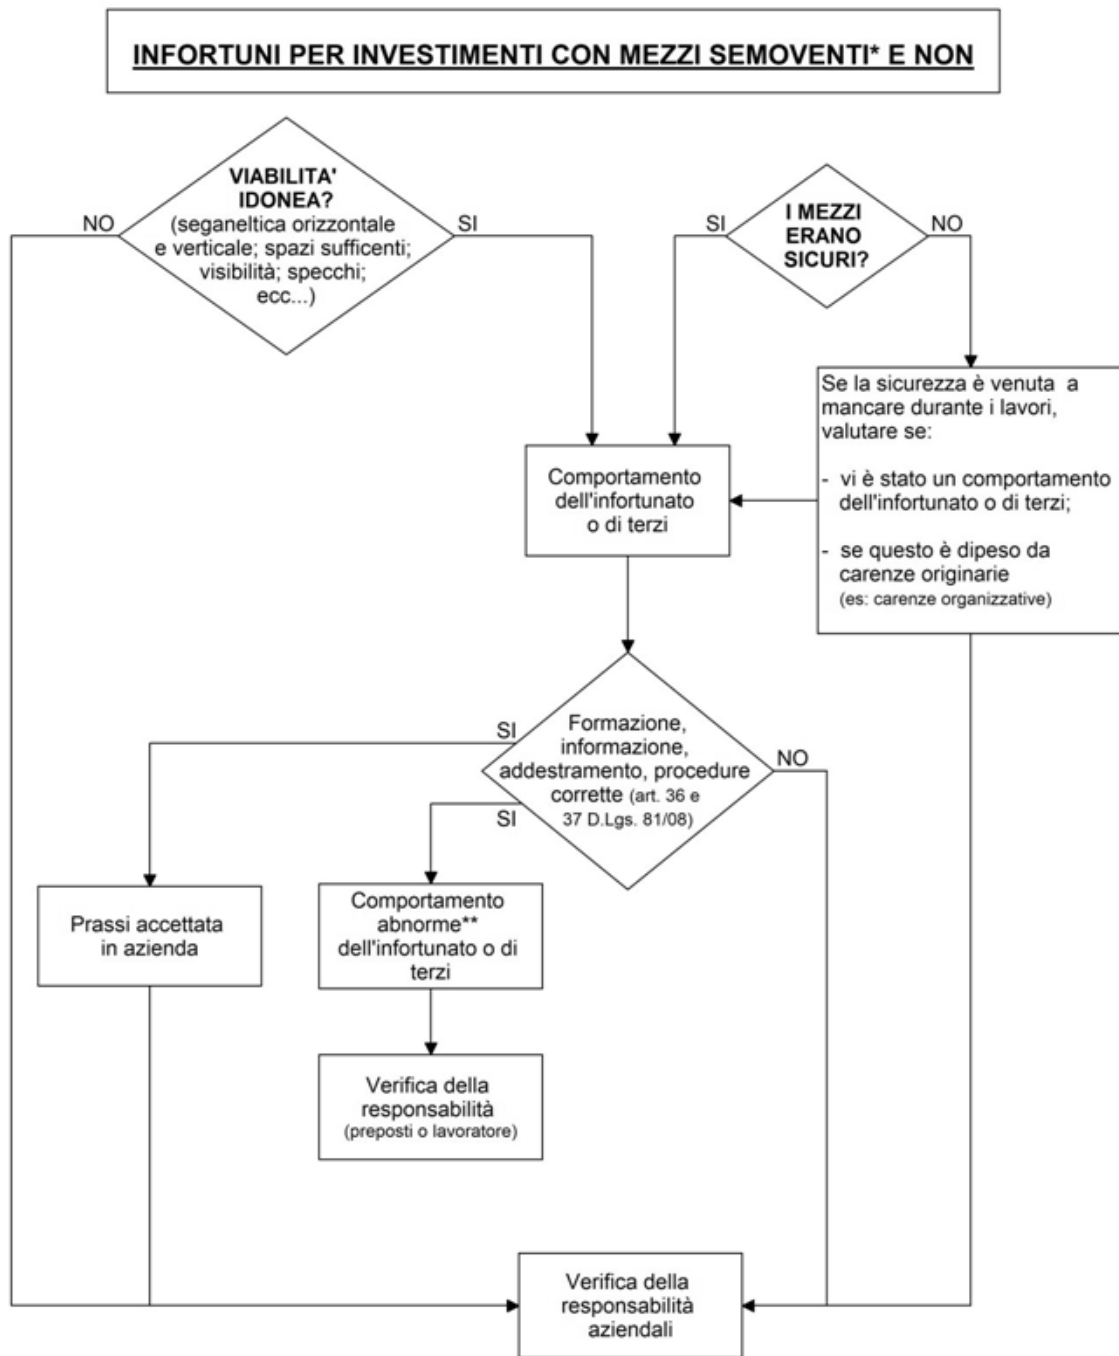 INFORTUNI PER INVESTIMENTI CON MEZZI SEMOVENTI* E NON
VIABILITA'
IDONEA?
(seganeltica orizzontale
e verticale; spazi sufficenti;
visibilità; specchi;
ecc...)
NO
SI
I MEZZI
ERANO
SICURI?
SI
NO
Se la sicurezza è venuta a
mancare durante i lavori,
valutare se:
- vi è stato un comportamento
dell'infortunato o di terzi;
- se questo è dipeso da
carenze originarie
(es: carenze organizzative)
Comportamento
dell'infortunato
o di terzi
Formazione,
informazione,
addestramento, procedure
corrette (art. 36 e
37 D.Lgs. 81/08)
SI
SI
NO
Prassi accettata
in azienda
Comportamento
abnorme**
dell'infortunato o di
terzi
Verifica della
responsabilità
(preposti o lavoratore)
Verifica della
responsabilità
aziendali